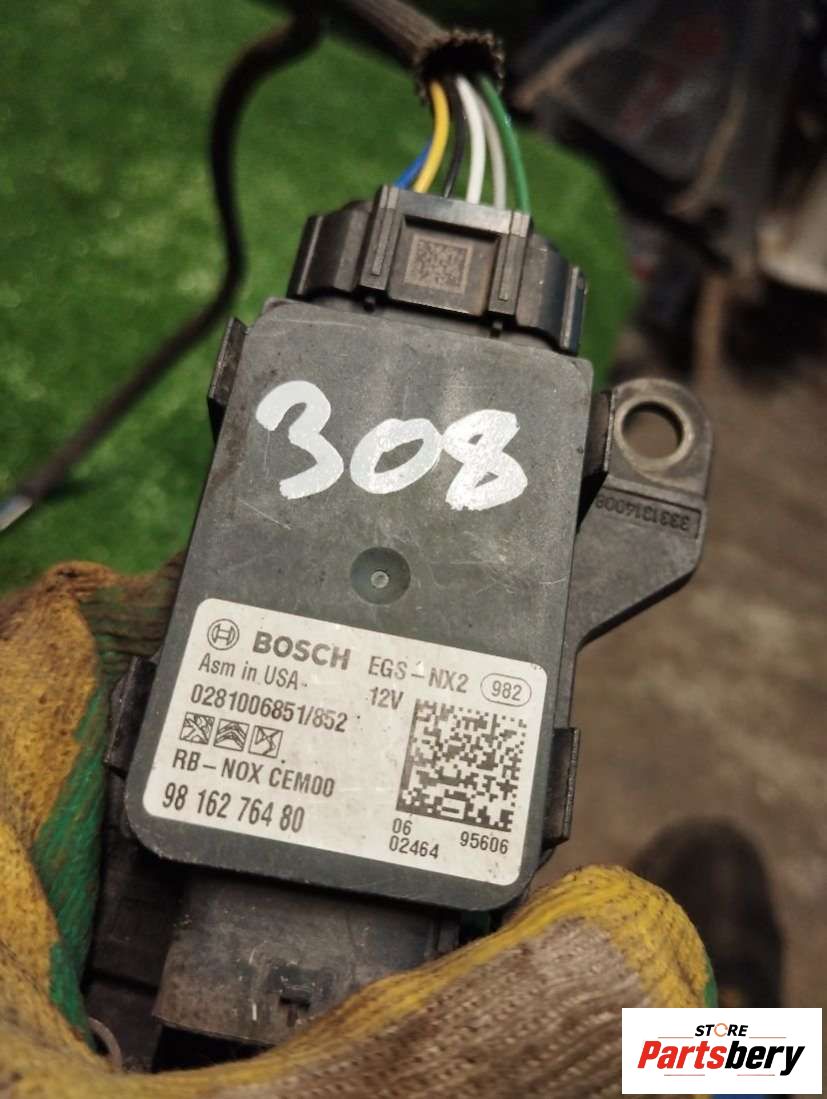 308
3331314008
BOSCH EGS-NX2 982
Asm in USA. 12V
0281006851/852
RB-NOX CEM00
98 162 764 80
06 95606
02464
STORE
Partsbery